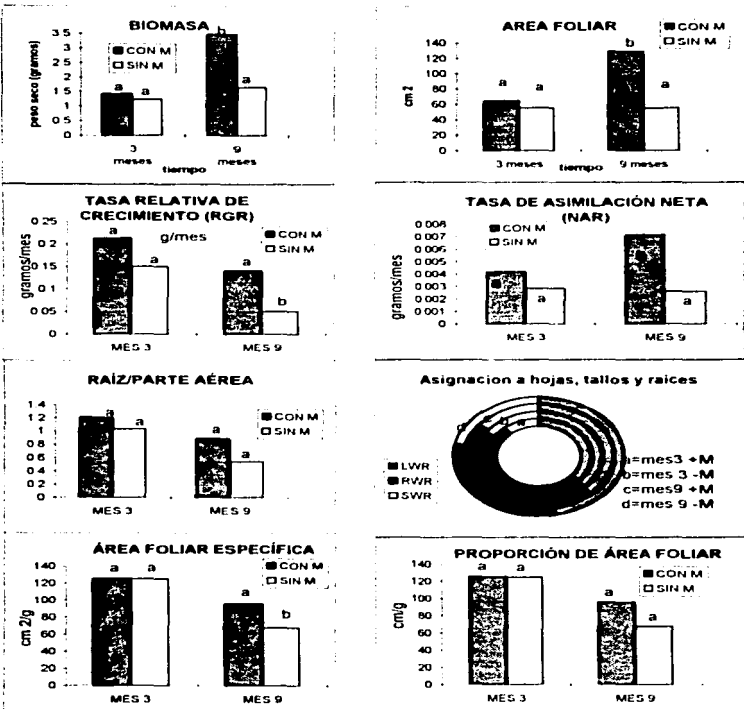 BIOMASA
peso seco (gramos)
3 5
3
2 5
2
1 5
1
0 5
0
a
a
b
a
CON M
SIN M
3
meses
9
meses
tiempo
AREA FOLIAR
cm 2
140
120
100
80
60
40
20
0
a
a
b
a
CON M
SIN M
3 meses
tiempo
9 meses
TASA RELATIVA DE
CRECIMIENTO (RGR)
g/mes
gramos/mes
0 25
0 2
0 15
0 1
0 05
0
a
a
a
b
CON M
SIN M
MES 3
MES 9
TASA DE ASIMILACIÓN NETA
(NAR)
gramos/mes
0 008
0 007
0 006
0 005
0 004
0 003
0 002
0 001
0
a
a
CON M
SIN M
MES 3
MES 9
RAÍZ/PARTE AÉREA
1.4
1 2
1
0 8
0 6
0 4
0 2
0
a
a
a
a
CON M
SIN M
MES 3
MES 9
Asignacion a hojas, tallos y raices
LWR
RWR
SWR
a=mes3 +M
b=mes 3 -M
c=mes9 +M
d=mes 9 -M
ÁREA FOLIAR ESPECÍFICA
cm 2/g
140
120
100
80
60
40
20
0
a
a
a
b
CON M
SIN M
MES 3
MES 9
PROPORCIÓN DE ÁREA FOLIAR
cm/g
140
120
100
80
60
40
20
0
a
a
a
a
CON M
SIN M
MES 3
MES 9